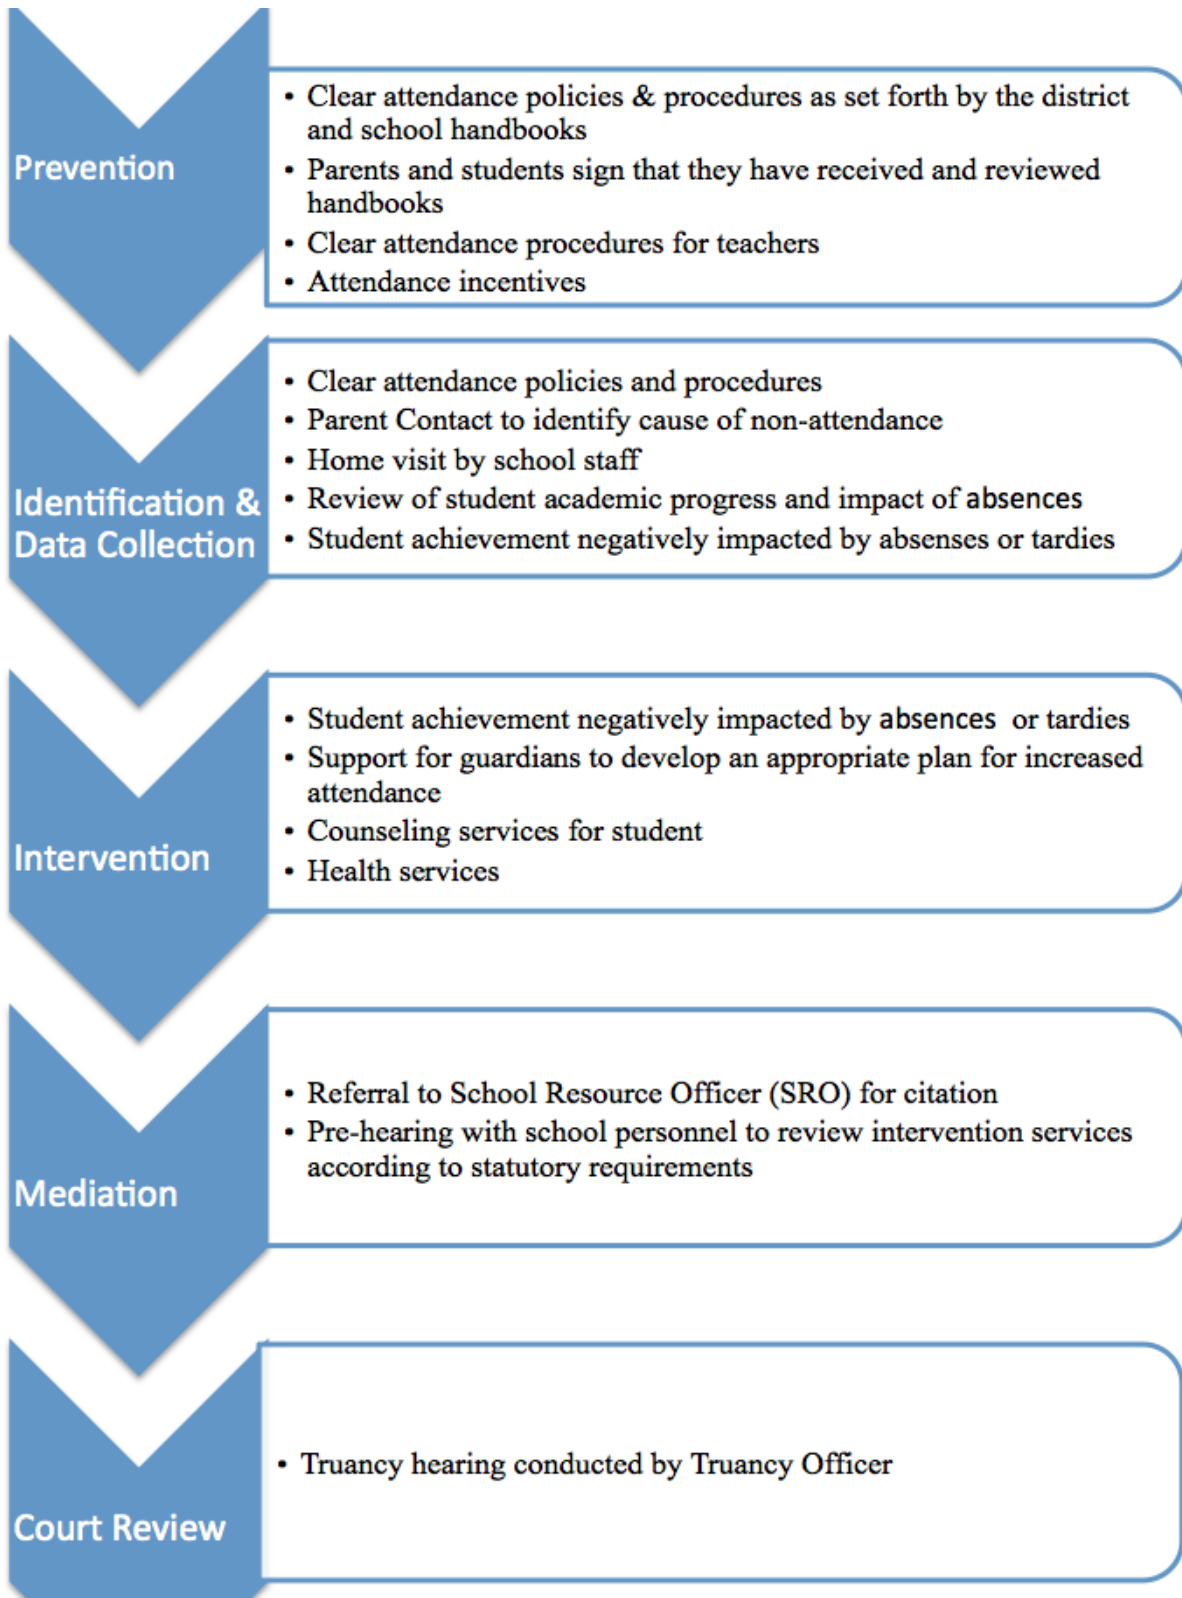 Prevention
• Clear attendance policies & procedures as set forth by the district
and school handbooks
• Parents and students sign that they have received and reviewed
handbooks
• Clear attendance procedures for teachers
• Attendance incentives
Identification &
Data Collection
• Clear attendance policies and procedures
• Parent Contact to identify cause of non-attendance
• Home visit by school staff
• Review of student academic progress and impact of absences
• Student achievement negatively impacted by absenses or tardies
Intervention
• Student achievement negatively impacted by absences or tardies
• Support for guardians to develop an appropriate plan for increased
attendance
• Counseling services for student
• Health services
Mediation
• Referral to School Resource Officer (SRO) for citation
• Pre-hearing with school personnel to review intervention services
according to statutory requirements
Court Review
• Truancy hearing conducted by Truancy Officer